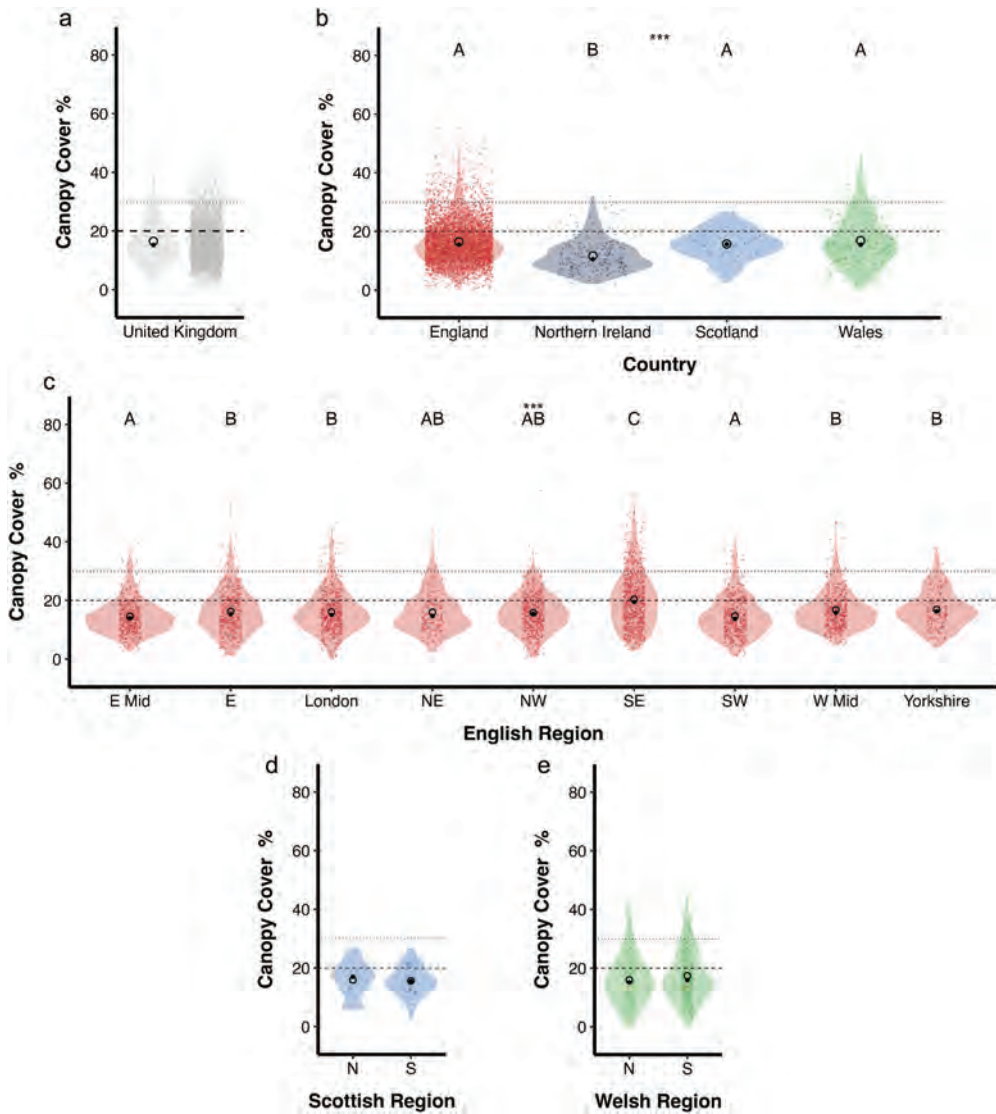 a
80
60
40
20
0
Canopy Cover %
United Kingdom
b
A B *** A A
80
60
40
20
0
Canopy Cover %
England Northern Ireland Scotland Wales
Country
c
***
A B B AB AB C A B B
80
60
40
20
0
Canopy Cover %
E Mid E London NE NW SE SW W Mid Yorkshire
English Region
d
80
60
40
20
0
Canopy Cover %
N S
Scottish Region
e
80
60
40
20
0
Canopy Cover %
N S
Welsh Region